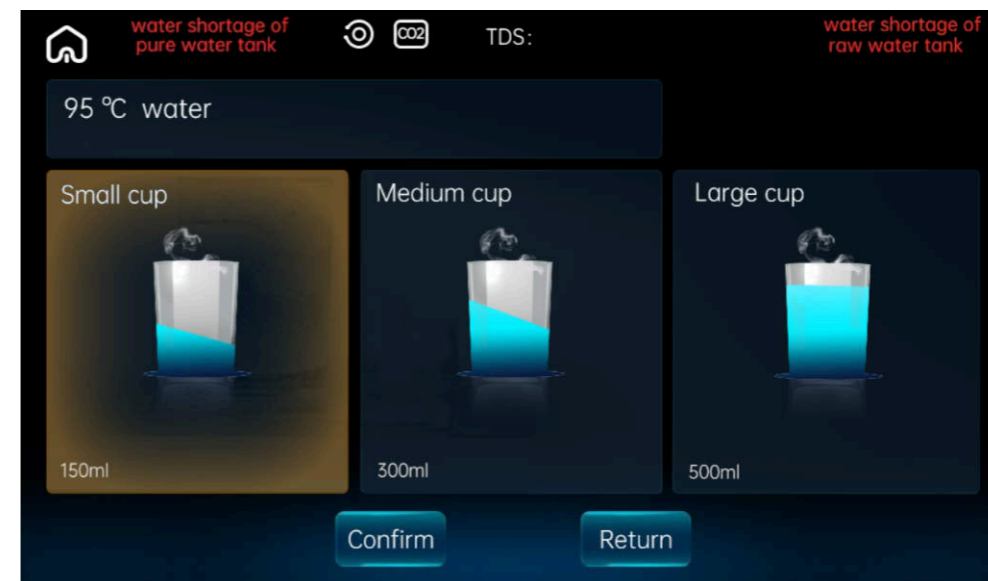 water shortage of
pure water tank
CO2
TDS:
water shortage of
raw water tank
95 °C water
Small cup
Medium cup
Large cup
150ml
300ml
500ml
Confirm
Return